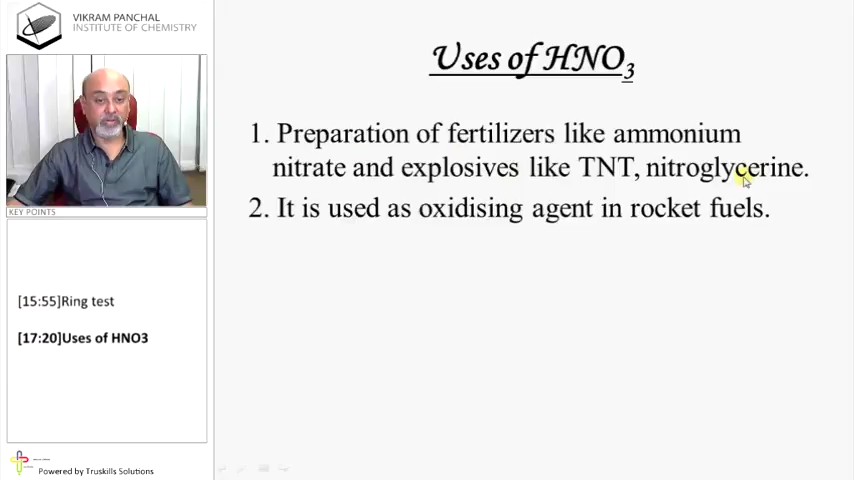 VIKRAM PANCHAL
INSTITUTE OF CHEMISTRY
KEY POINTS
[15:55]Ring test
[17:20]Uses of HNO3
Powered by Truskills Solutions
Uses of HNO₃
1. Preparation of fertilizers like ammonium
nitrate and explosives like TNT, nitroglycerine.
2. It is used as oxidising agent in rocket fuels.